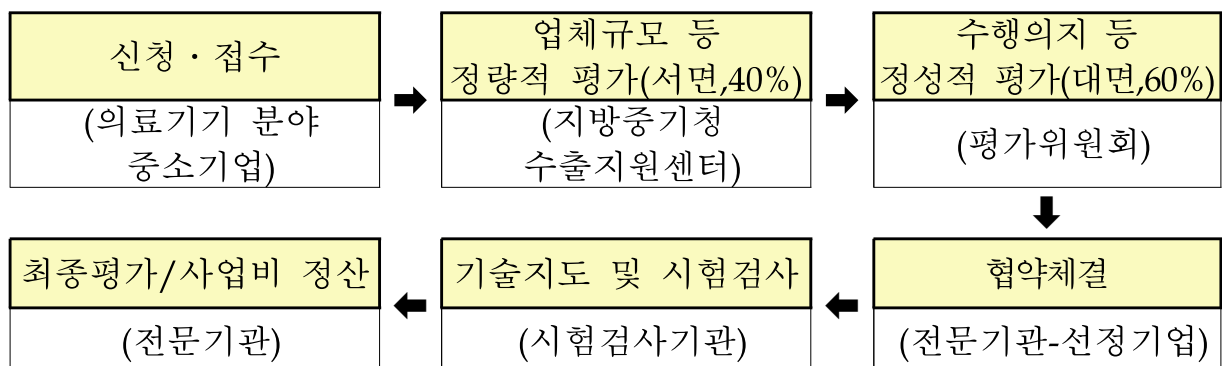 신청 · 접수
(의료기기 분야
중소기업)
업체규모 등
정량적 평가(서면,40%)
(지방중기청
수출지원센터)
수행의지 등
정성적 평가(대면,60%)
(평가위원회)
협약체결
(전문기관-선정기업)
기술지도 및 시험검사
(시험검사기관)
최종평가/사업비 정산
(전문기관)